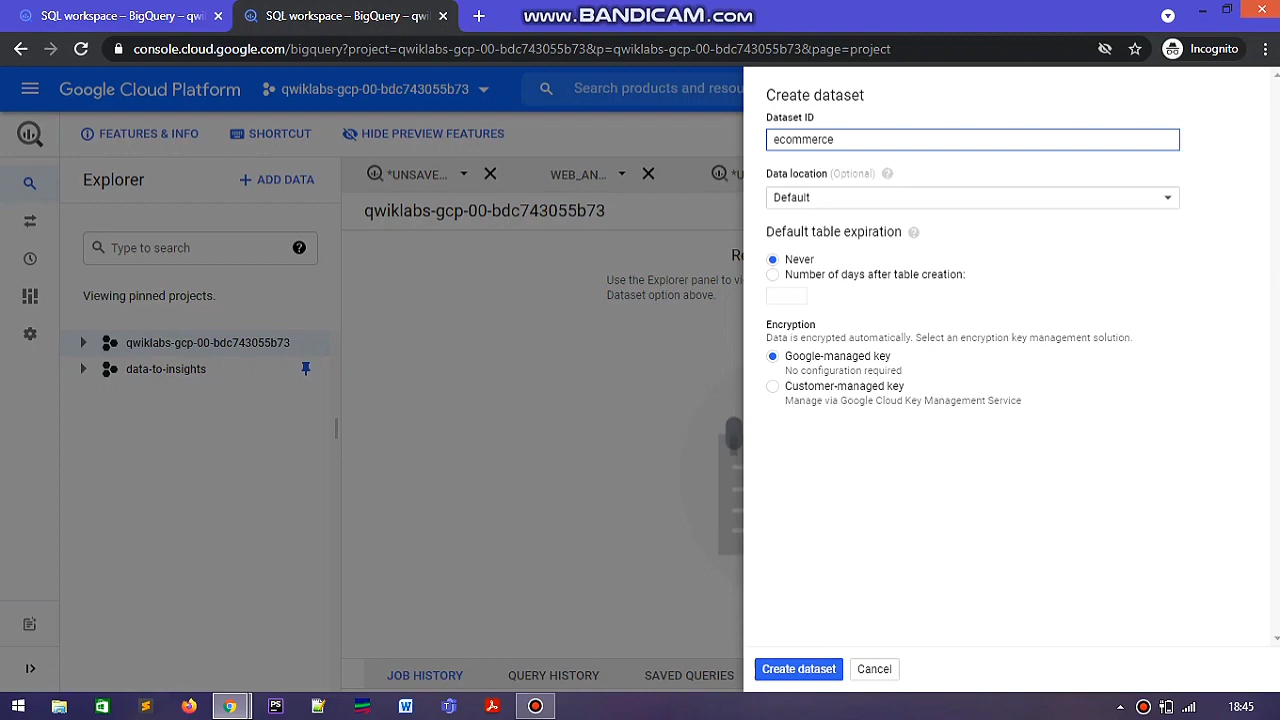 SQL workspace - BigQuery - qwikl
SQL workspace - BigQuery - qwikl
www.BANDICAM.com
console.cloud.google.com/bigquery?project=qwiklabs-gcp-00-bdc743055b73&p=qwiklabs-gcp-00-bdc743055b73&page=project
Incognito
Google Cloud Platform
qwiklabs-gcp-00-bdc743055b73
Search products and resou
FEATURES & INFO
SHORTCUT
HIDE PREVIEW FEATURES
Explorer
+ ADD DATA
*UNSAVE...
WEB_AN...
*U
qwiklabs-gcp-00-bdc743055b73
Type to search
Viewing pinned projects.
Re
Use the Explorer panel to vi
Dataset option above.
qwiklabs-gcp-00-bdc743055b73
data-to-insights
JOB HISTORY
QUERY HISTORY
SAVED QUERIES
Create dataset
Dataset ID
ecommerce
Data location (Optional) ?
Default
Default table expiration ?
Never
Number of days after table creation:
Encryption
Data is encrypted automatically. Select an encryption key management solution.
Google-managed key
No configuration required
Customer-managed key
Manage via Google Cloud Key Management Service
Create dataset
Cancel
18:45